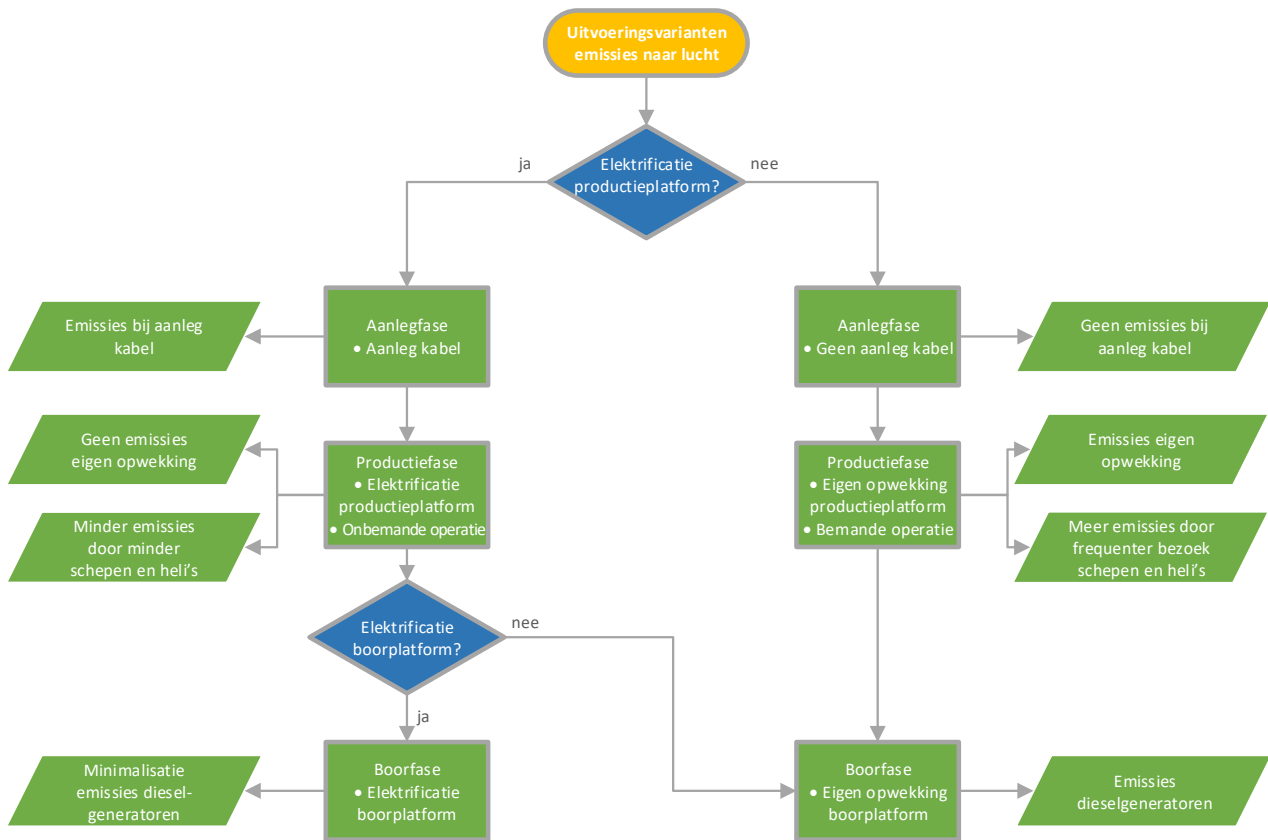 Uitvoeringsvarianten
emissies naar lucht
ja
Elektrificatie
productieplatform?
nee
Emissies bij aanleg
kabel
Aanlegfase
• Aanleg kabel
Aanlegfase
• Geen aanleg kabel
Geen emissies bij
aanleg kabel
Geen emissies
eigen opwekking
Minder emissies
door minder
schepen en heli's
Productiefase
• Elektrificatie
productieplatform
• Onbemande operatie
Productiefase
• Eigen opwekking
productieplatform
• Bemande operatie
Emissies eigen
opwekking
Meer emissies door
frequenter bezoek
schepen en heli's
Elektrificatie
boorplatform?
nee
ja
Minimalisatie
emissies diesel-
generatoren
Boorfase
• Elektrificatie
boorplatform
Boorfase
• Eigen opwekking
boorplatform
Emissies
dieselgeneratoren